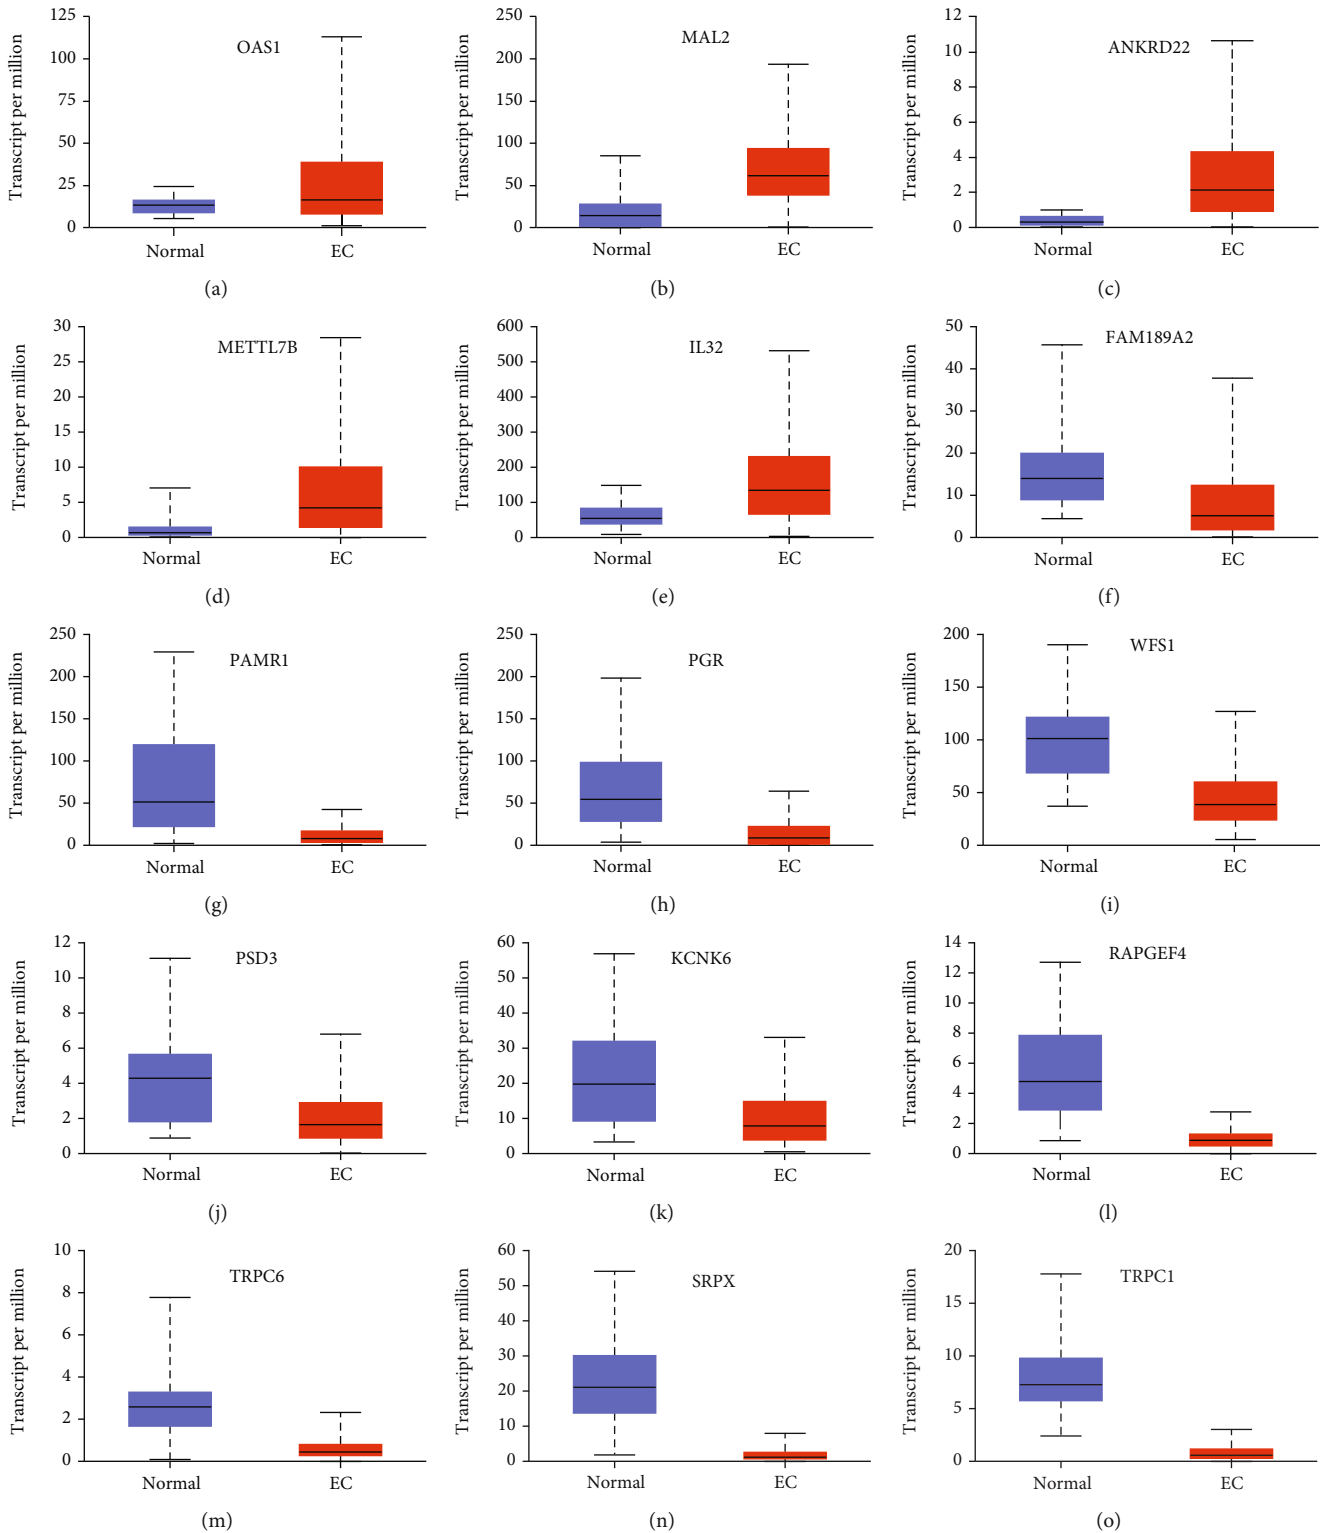 OAS1
Transcript per million
125
100
75
50
25
0
Normal
EC
(a)
MAL2
Transcript per million
250
200
150
100
50
0
Normal
EC
(b)
ANKRD22
Transcript per million
12
10
8
6
4
2
0
Normal
EC
(c)
METTL7B
Transcript per million
30
25
20
15
10
5
0
Normal
EC
(d)
IL32
Transcript per million
600
500
400
300
200
100
0
Normal
EC
(e)
FAM189A2
Transcript per million
50
40
30
20
10
0
Normal
EC
(f)
PAMR1
Transcript per million
250
200
150
100
50
0
Normal
EC
(g)
PGR
Transcript per million
250
200
150
100
50
0
Normal
EC
(h)
WFS1
Transcript per million
200
150
100
50
0
Normal
EC
(i)
PSD3
Transcript per million
12
10
8
6
4
2
0
Normal
EC
(j)
KCNK6
Transcript per million
60
50
40
30
20
10
0
Normal
EC
(k)
RAPGEF4
Transcript per million
14
12
10
8
6
4
2
0
Normal
EC
(l)
TRPC6
Transcript per million
10
8
6
4
2
0
Normal
EC
(m)
SRPX
Transcript per million
60
50
40
30
20
10
0
Normal
EC
(n)
TRPC1
Transcript per million
20
15
10
5
0
Normal
EC
(o)